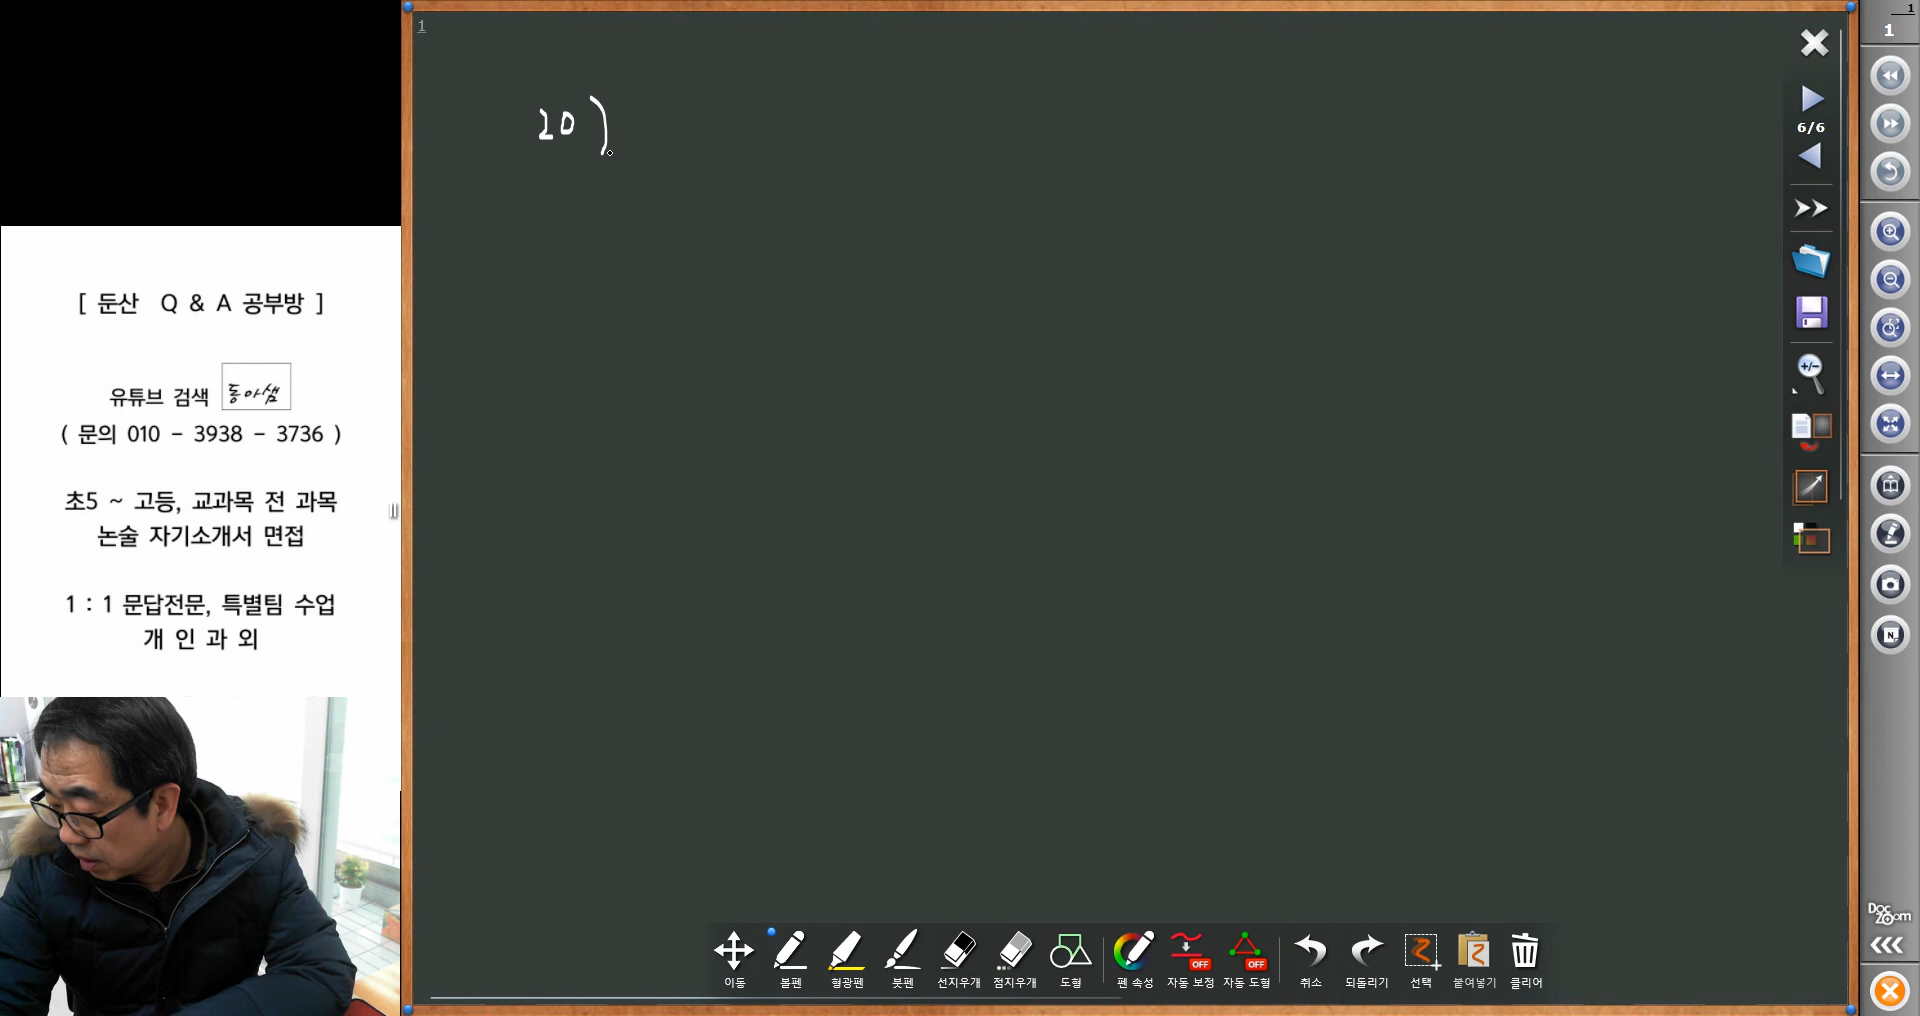 [ 둔산 Q & A 공부방 ]
유튜브 검색 동아샘
( 문의 010 - 3938 - 3736 )
초5 ~ 고등, 교과목 전 과목
논술 자기소개서 면접
1 : 1 문답전문, 특별팀 수업
개 인 과 외
1
20)
6/6
+/-
이동
볼펜
형광펜
붓펜
선지우개
점지우개
도형
펜 속성
OFF
자동 보정
OFF
자동 도형
취소
되돌리기
선택
붙여넣기
클리어
1
1
N
Doc Zoom